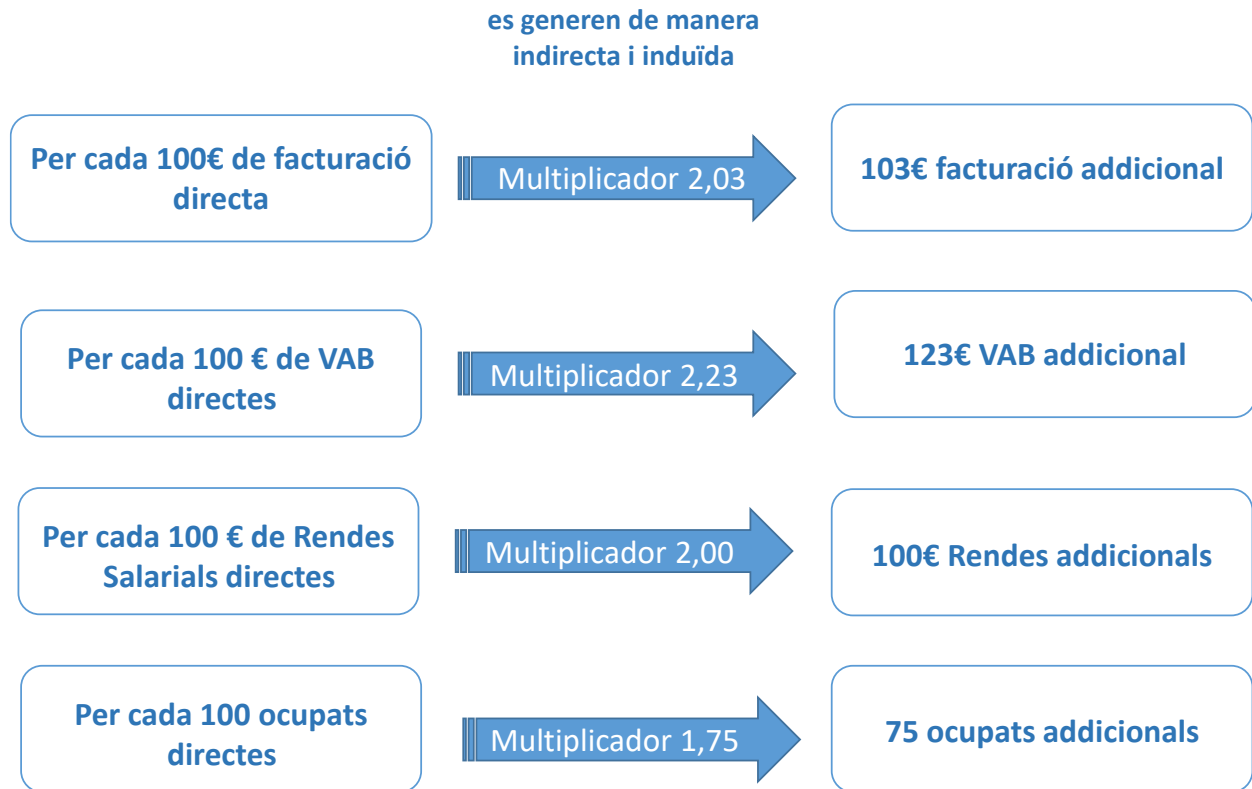 es generen de manera
indirecta i induïda
Per cada 100€ de facturació
directa
Multiplicador 2,03
103€ facturació addicional
Per cada 100 € de VAB
directes
Multiplicador 2,23
123€ VAB addicional
Per cada 100 € de Rendes
Salarials directes
Multiplicador 2,00
100€ Rendes addicionals
Per cada 100 ocupats
directes
Multiplicador 1,75
75 ocupats addicionals